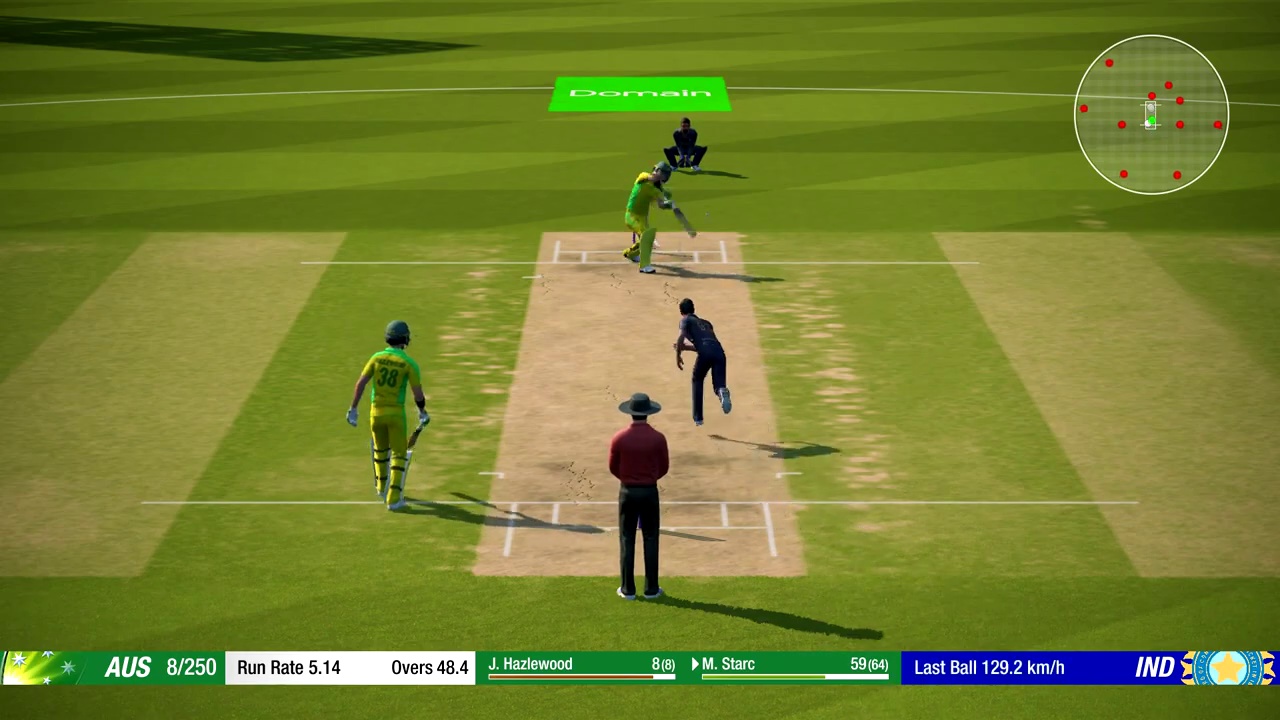 Domain
38
AUS 8/250 Run Rate 5.14 Overs 48.4 J. Hazlewood 8 (8) M. Starc 59 (64) Last Ball 129.2 km/h IND